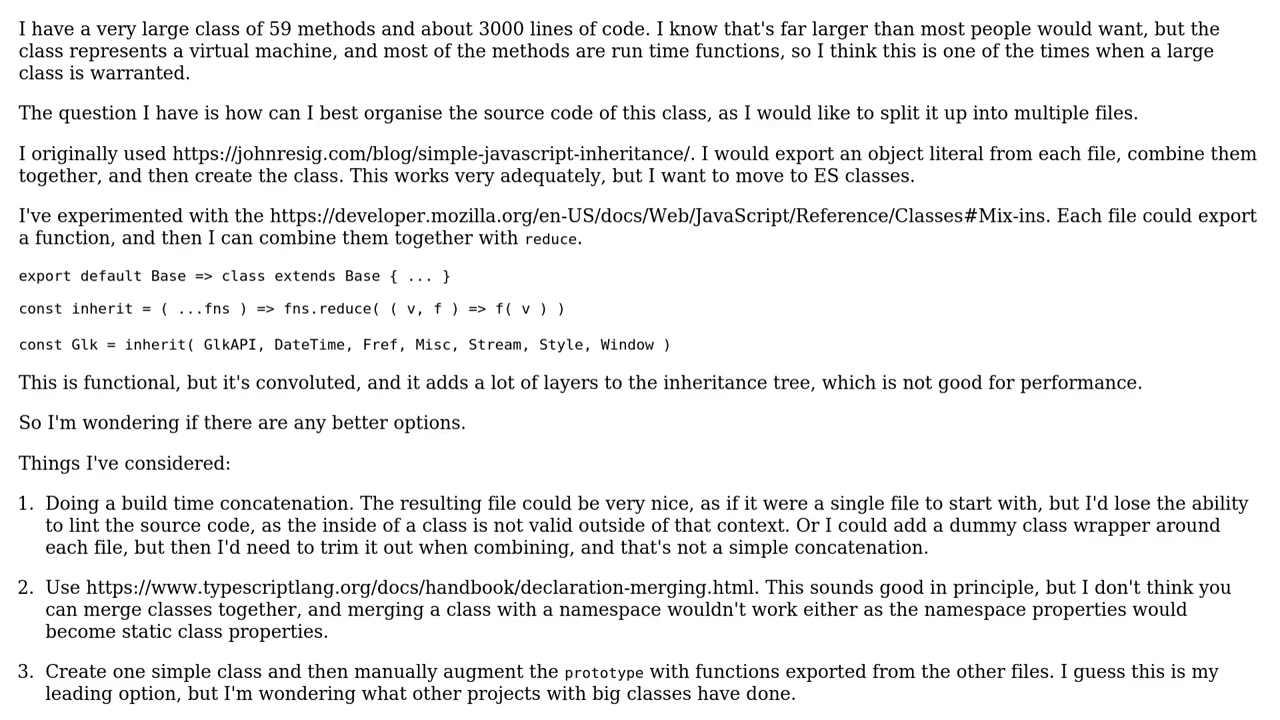 I have a very large class of 59 methods and about 3000 lines of code. I know that's far larger than most people would want, but the
class represents a virtual machine, and most of the methods are run time functions, so I think this is one of the times when a large
class is warranted.
The question I have is how can I best organise the source code of this class, as I would like to split it up into multiple files.
I originally used https://johnresig.com/blog/simple-javascript-inheritance/. I would export an object literal from each file, combine them
together, and then create the class. This works very adequately, but I want to move to ES classes.
I've experimented with the https://developer.mozilla.org/en-US/docs/Web/JavaScript/Reference/Classes#Mix-ins. Each file could export
a function, and then I can combine them together with reduce.
export default Base => class extends Base { ... }
const inherit = ( ...fns ) => fns.reduce( ( v, f ) => f( v ) )
const Glk = inherit( GlkAPI, DateTime, Fref, Misc, Stream, Style, Window )
This is functional, but it's convoluted, and it adds a lot of layers to the inheritance tree, which is not good for performance.
So I'm wondering if there are any better options.
Things I've considered:
1. Doing a build time concatenation. The resulting file could be very nice, as if it were a single file to start with, but I'd lose the ability
to lint the source code, as the inside of a class is not valid outside of that context. Or I could add a dummy class wrapper around
each file, but then I'd need to trim it out when combining, and that's not a simple concatenation.
2. Use https://www.typescriptlang.org/docs/handbook/declaration-merging.html. This sounds good in principle, but I don't think you
can merge classes together, and merging a class with a namespace wouldn't work either as the namespace properties would
become static class properties.
3. Create one simple class and then manually augment the prototype with functions exported from the other files. I guess this is my
leading option, but I'm wondering what other projects with big classes have done.